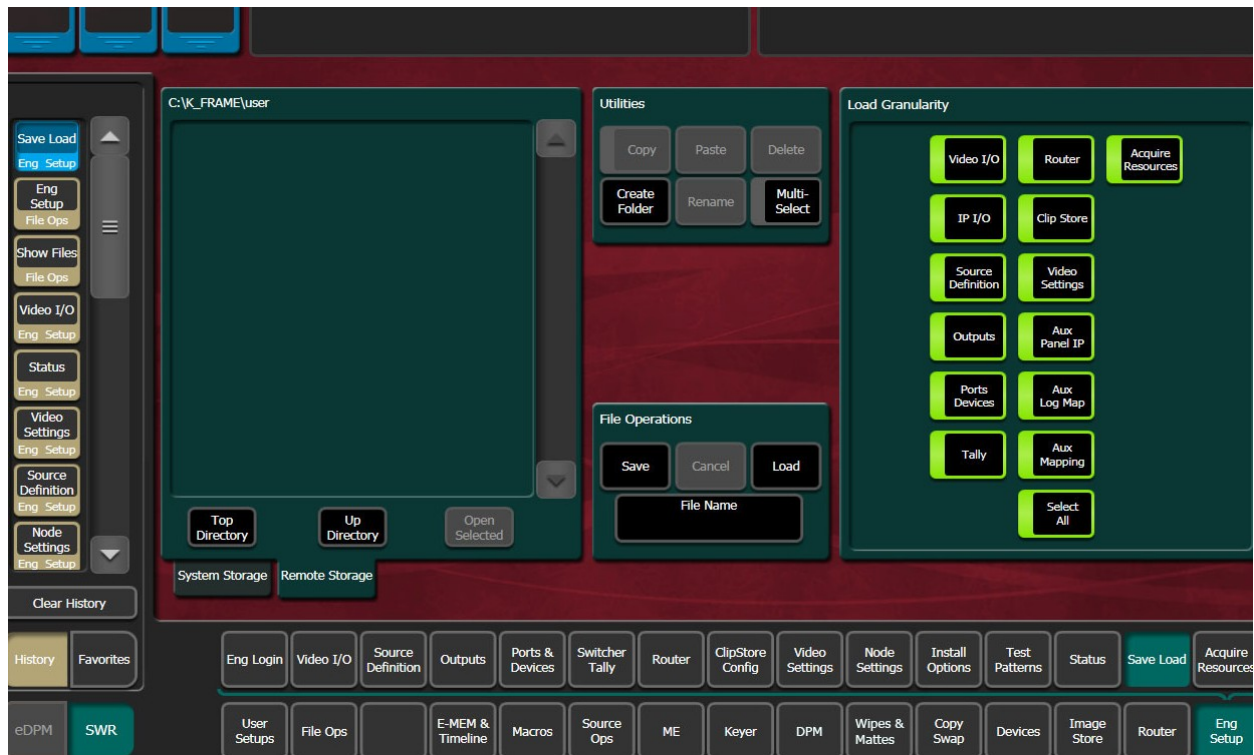 C:\K_FRAME\user
Utilities
Load Granularity
Save Load
Eng Setup
Eng Setup
File Ops
Show Files
File Ops
Video I/O
Eng Setup
Status
Eng Setup
Video Settings
Eng Setup
Source Definition
Eng Setup
Node Settings
Eng Setup
Clear History
History
Favorites
eDPM
SWR
Top Directory
Up Directory
Open Selected
System Storage
Remote Storage
Copy
Paste
Delete
Create Folder
Rename
Multi-Select
File Operations
Save
Cancel
Load
File Name
Video I/O
Router
Acquire Resources
IP I/O
Clip Store
Source Definition
Video Settings
Outputs
Aux Panel IP
Ports Devices
Aux Log Map
Tally
Aux Mapping
Select All
Eng Login
Video I/O
Source Definition
Outputs
Ports & Devices
Switcher Tally
Router
ClipStore Config
Video Settings
Node Settings
Install Options
Test Patterns
Status
Save Load
Acquire Resources
User Setups
File Ops
E-MEM & Timeline
Macros
Source Ops
ME
Keyer
DPM
Wipes & Mattes
Copy Swap
Devices
Image Store
Router
Eng Setup